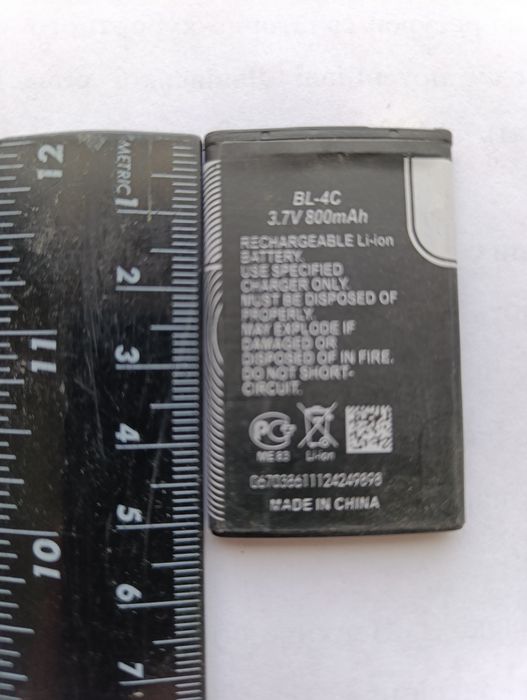 METRIC 1
2
3
4
5
6
7
12
11
10
BL-4C
3.7V 800mAh
RECHARGEABLE Li-ion
BATTERY.
USE SPECIFIED
CHARGER ONLY.
MUST BE DISPOSED OF
PROPERLY.
MAY EXPLODE IF
DAMAGED OR
DISPOSED OF IN FIRE.
DO NOT SHORT-
CIRCUIT.
PG
ME 83
Li-ion
MADE IN CHINA